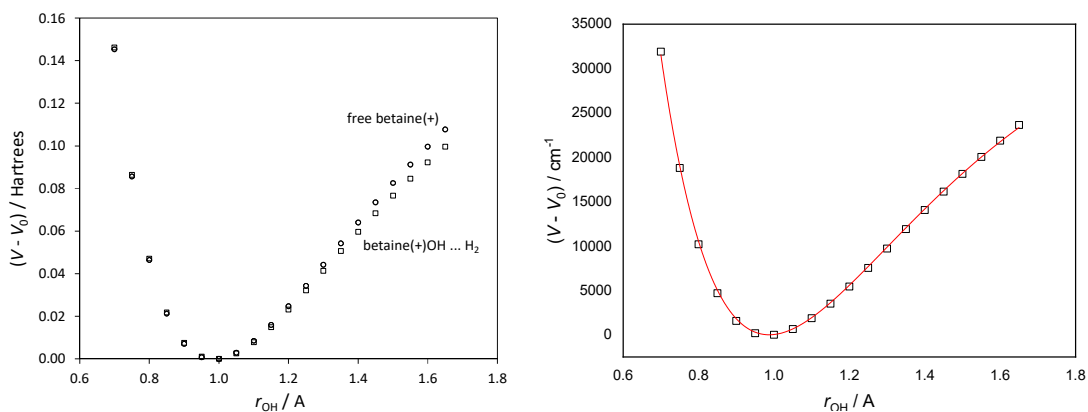 0.16
0.14
0.12
0.10
0.08
0.06
0.04
0.02
0.00
(V - V0) / Hartrees
free betaine(+)
betaine(+)OH ... H2
0.6 0.8 1.0 1.2 1.4 1.6 1.8
rOH / A
35000
30000
25000
20000
15000
10000
5000
0
(V - V0) / cm-1
0.6 0.8 1.0 1.2 1.4 1.6 1.8
rOH / A